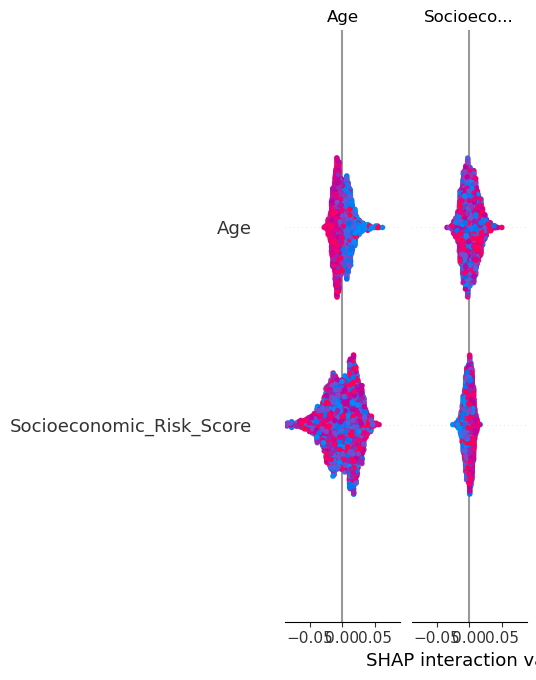 Age Socioeco...
Age
Socioeconomic_Risk_Score
−0.05 0.00 0.05 −0.05 0.00 0.05
SHAP interaction va